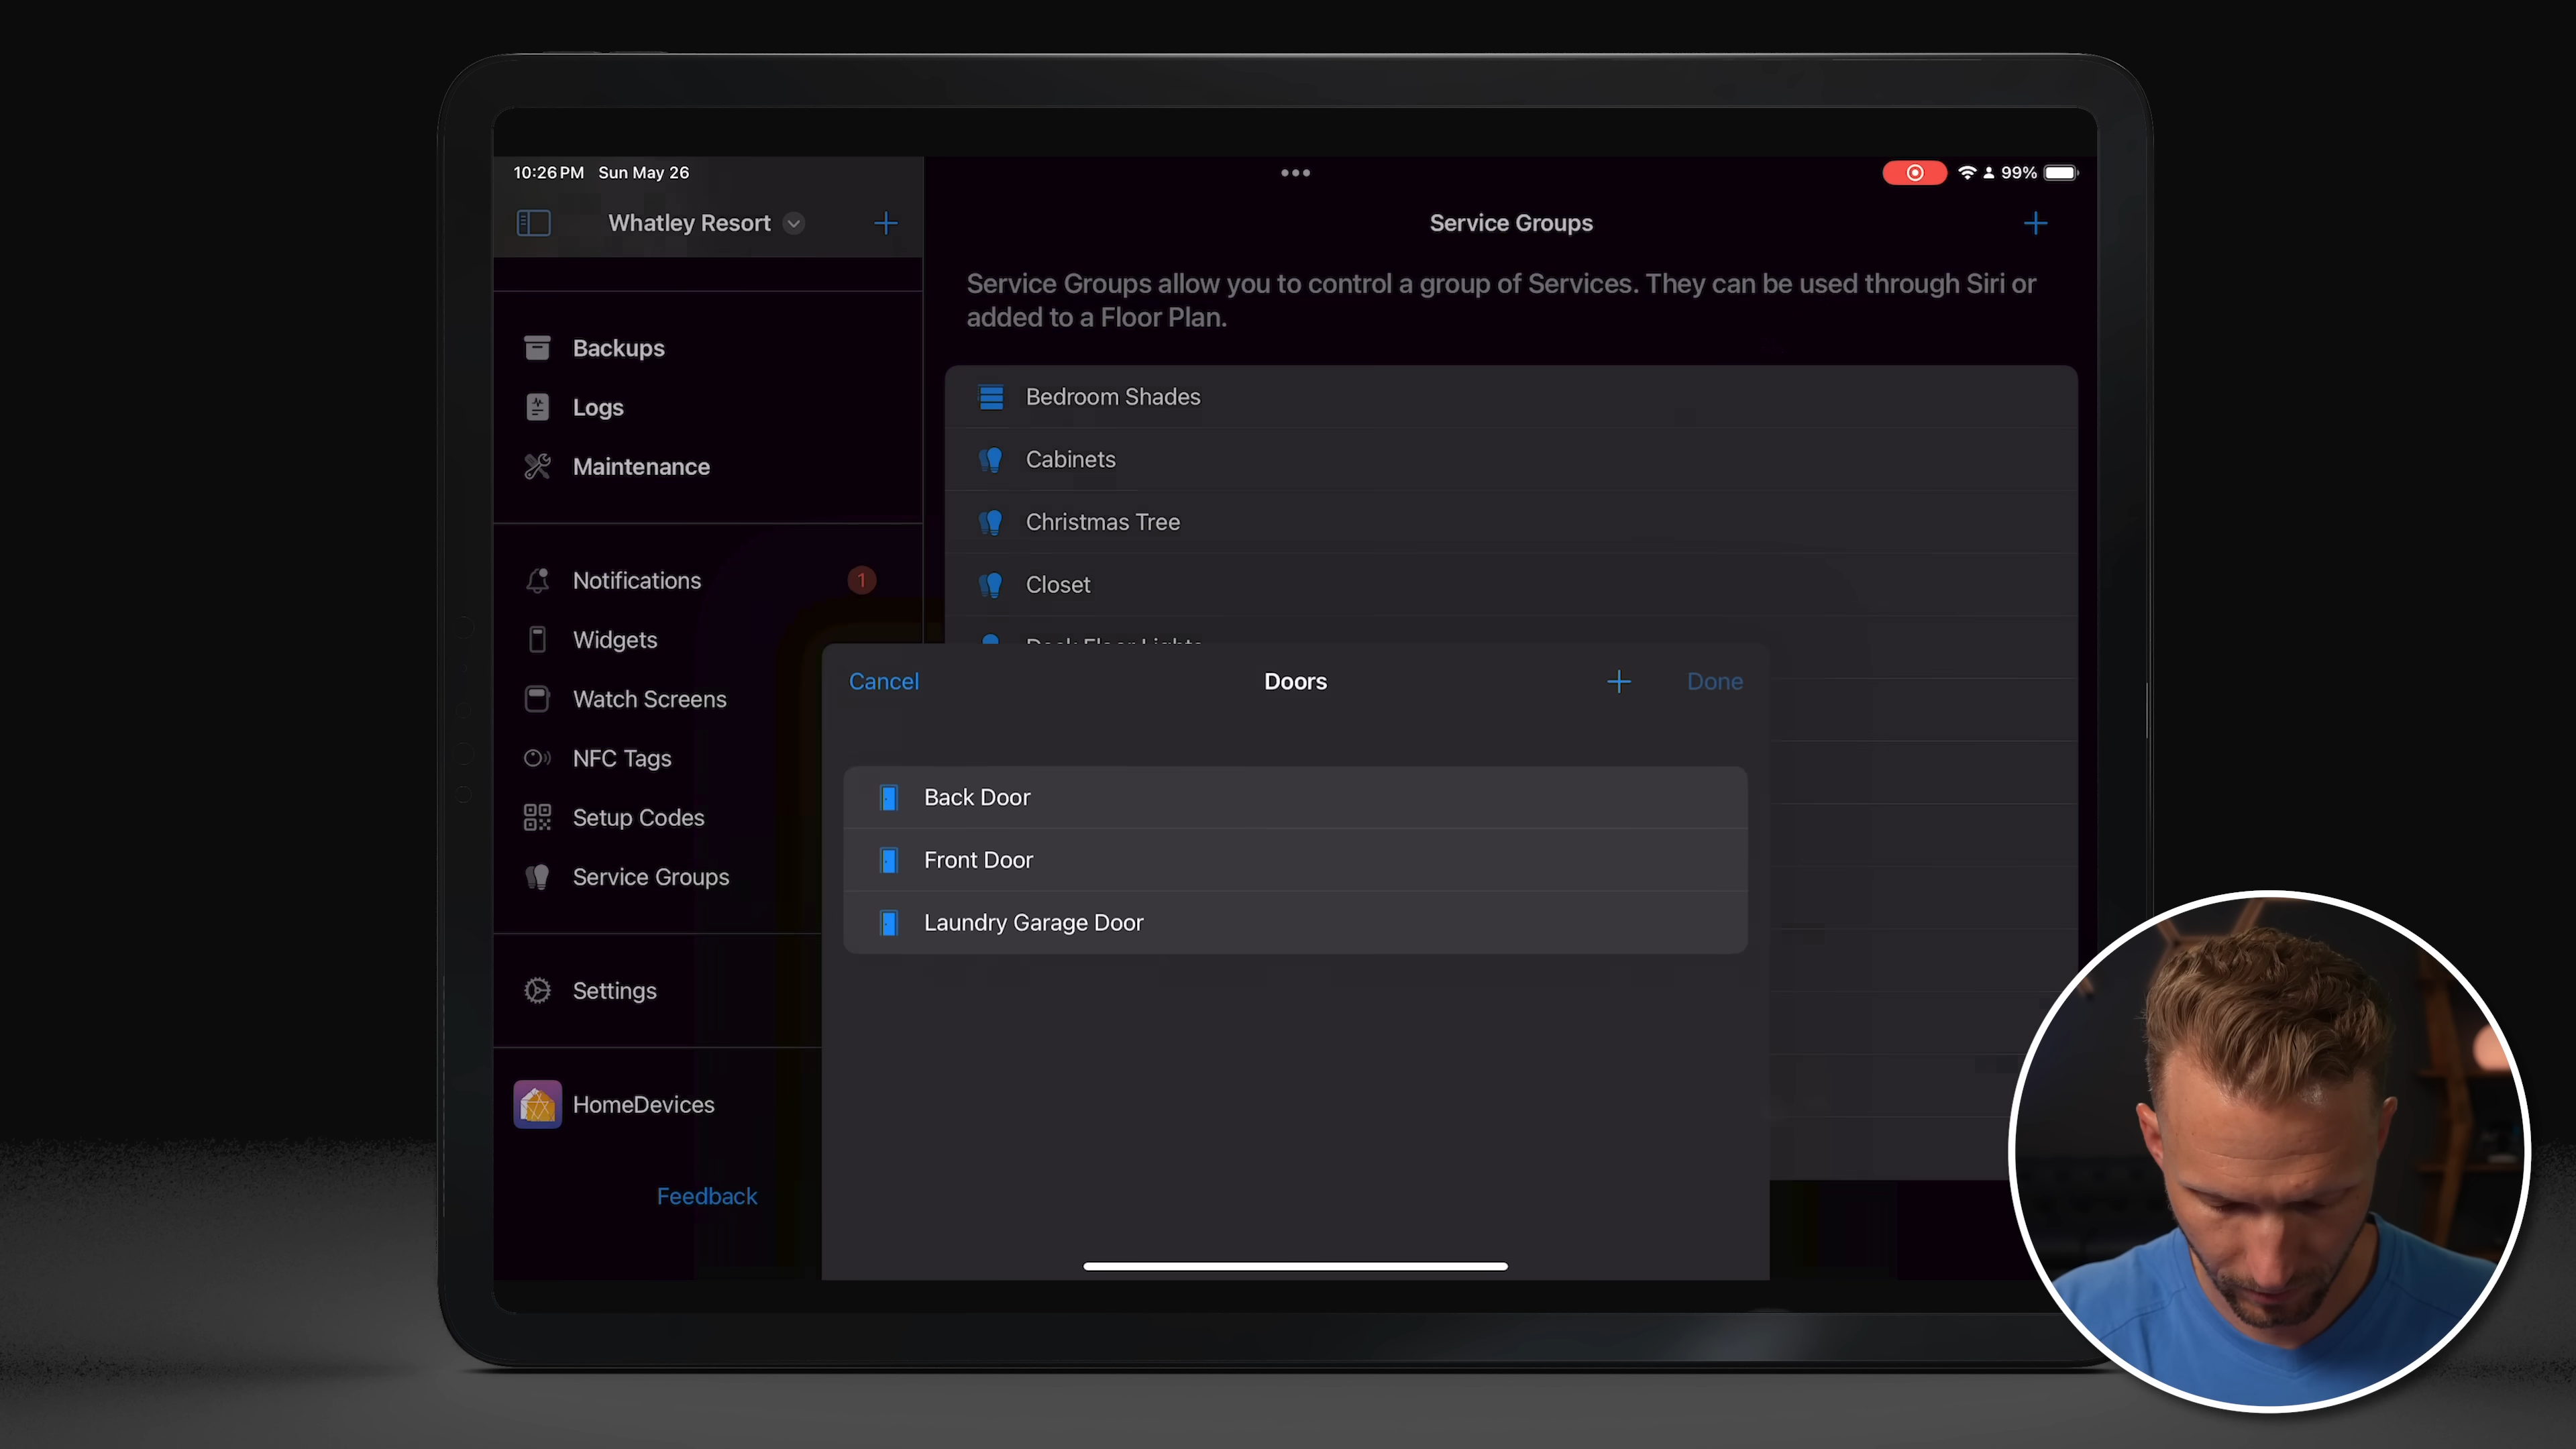 10:26 PM Sun May 26
99%
Whatley Resort
Service Groups
Service Groups allow you to control a group of Services. They can be used through Siri or
added to a Floor Plan.
Backups
Logs
Maintenance
Notifications
1
Widgets
Watch Screens
NFC Tags
Setup Codes
Service Groups
Settings
HomeDevices
Feedback
Bedroom Shades
Cabinets
Christmas Tree
Closet
Cancel
Doors
Done
Back Door
Front Door
Laundry Garage Door